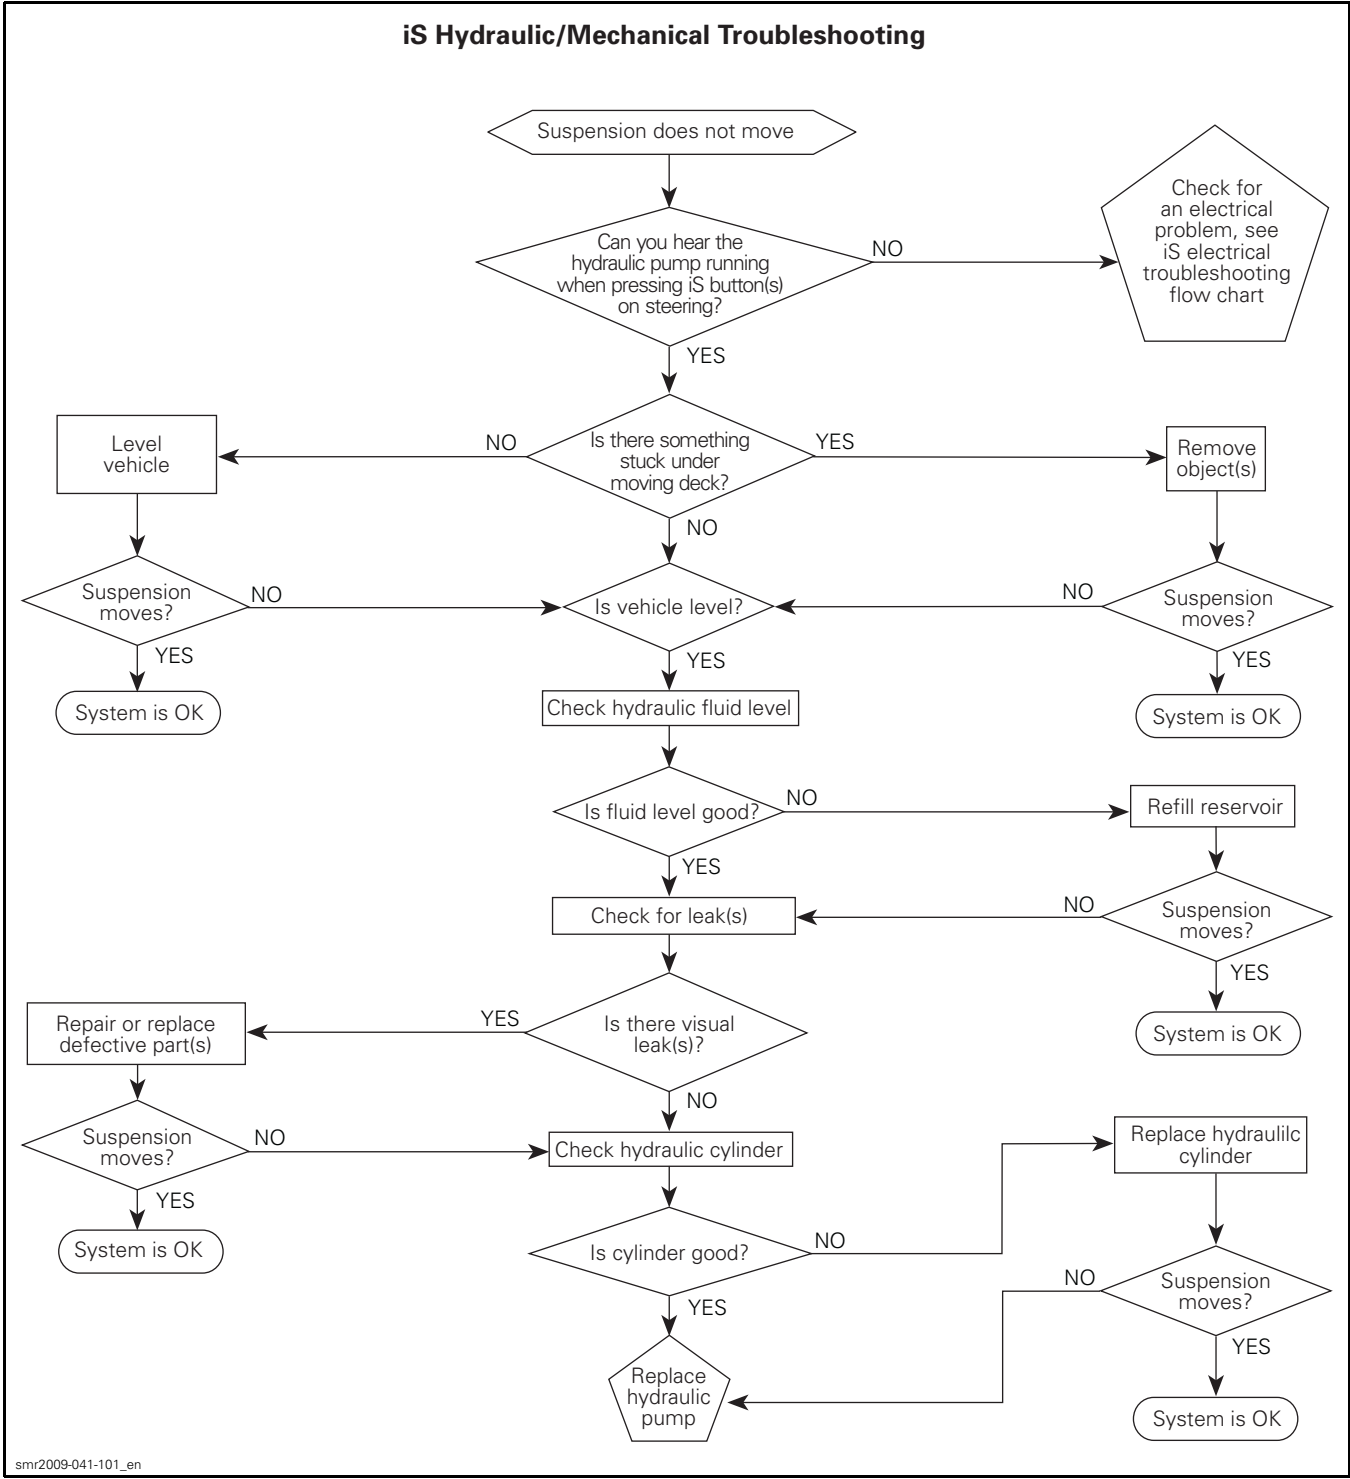 iS Hydraulic/Mechanical Troubleshooting
Suspension does not move
Check for
an electrical
problem, see
iS electrical
troubleshooting
flow chart
Can you hear the
hydraulic pump running
when pressing iS button(s)
on steering?
NO
YES
Level
vehicle
NO
Is there something
stuck under
moving deck?
YES
Remove
object(s)
NO
Suspension
moves?
NO
Is vehicle level?
NO
Suspension
moves?
YES
YES
YES
System is OK
Check hydraulic fluid level
System is OK
Is fluid level good?
NO
Refill reservoir
YES
Check for leak(s)
NO
Suspension
moves?
YES
Repair or replace
defective part(s)
YES
Is there visual
leak(s)?
System is OK
NO
Suspension
moves?
NO
Check hydraulic cylinder
Replace hydraulilc
cylinder
YES
System is OK
Is cylinder good?
NO
NO
Suspension
moves?
YES
YES
Replace
hydraulic
pump
System is OK
smr2009-041-101_en